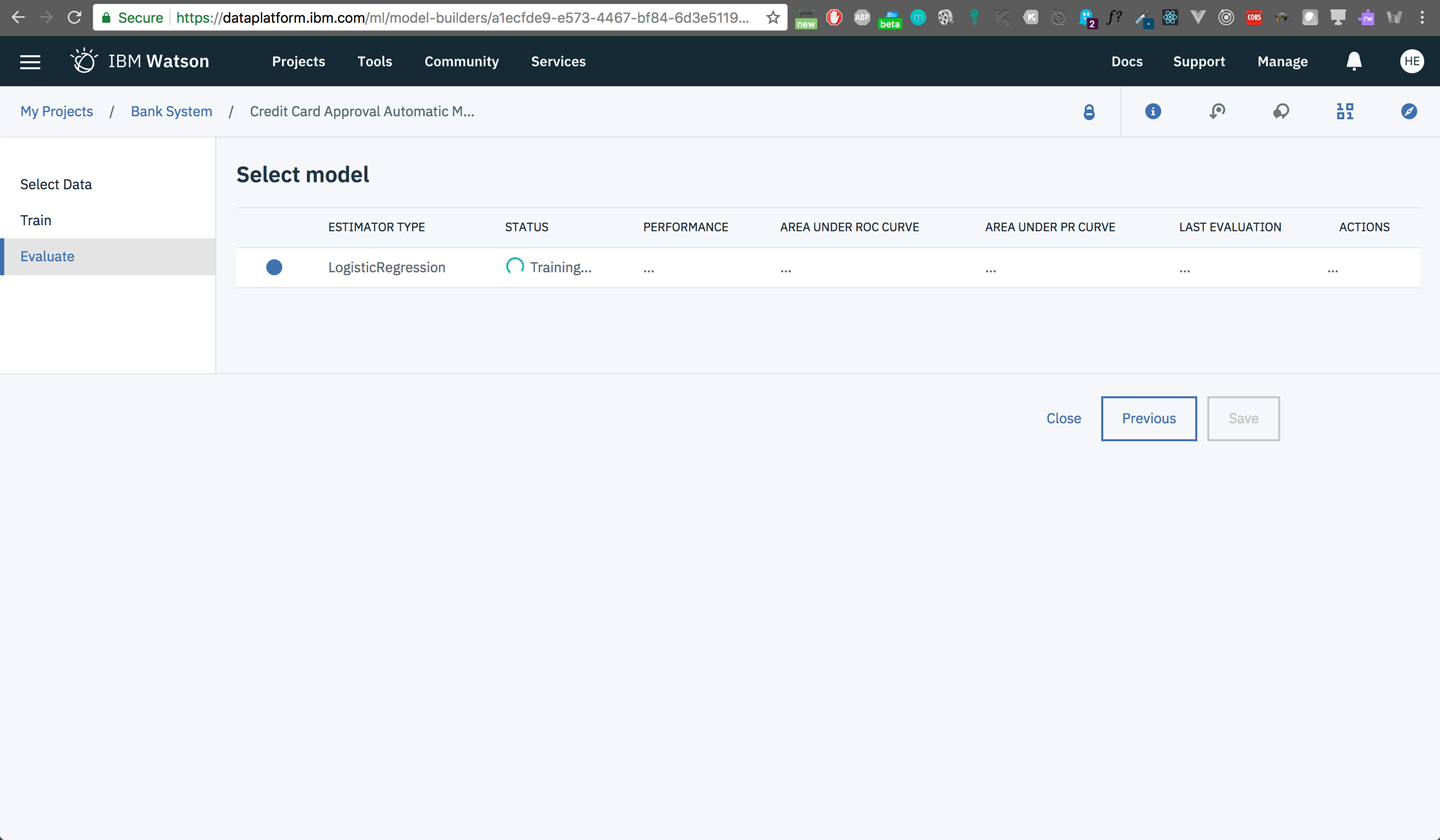 Secure https://dataplatform.ibm.com/ml/model-builders/a1ecfde9-e573-4467-bf84-6d3e5119...
new ABP beta m K 2 f? CORS rw
IBM Watson Projects Tools Community Services Docs Support Manage HE
My Projects / Bank System / Credit Card Approval Automatic M...
Select Data
Train
Evaluate
Select model
ESTIMATOR TYPE STATUS PERFORMANCE AREA UNDER ROC CURVE AREA UNDER PR CURVE LAST EVALUATION ACTIONS
LogisticRegression Training... ... ... ... ... ...
Close Previous Save